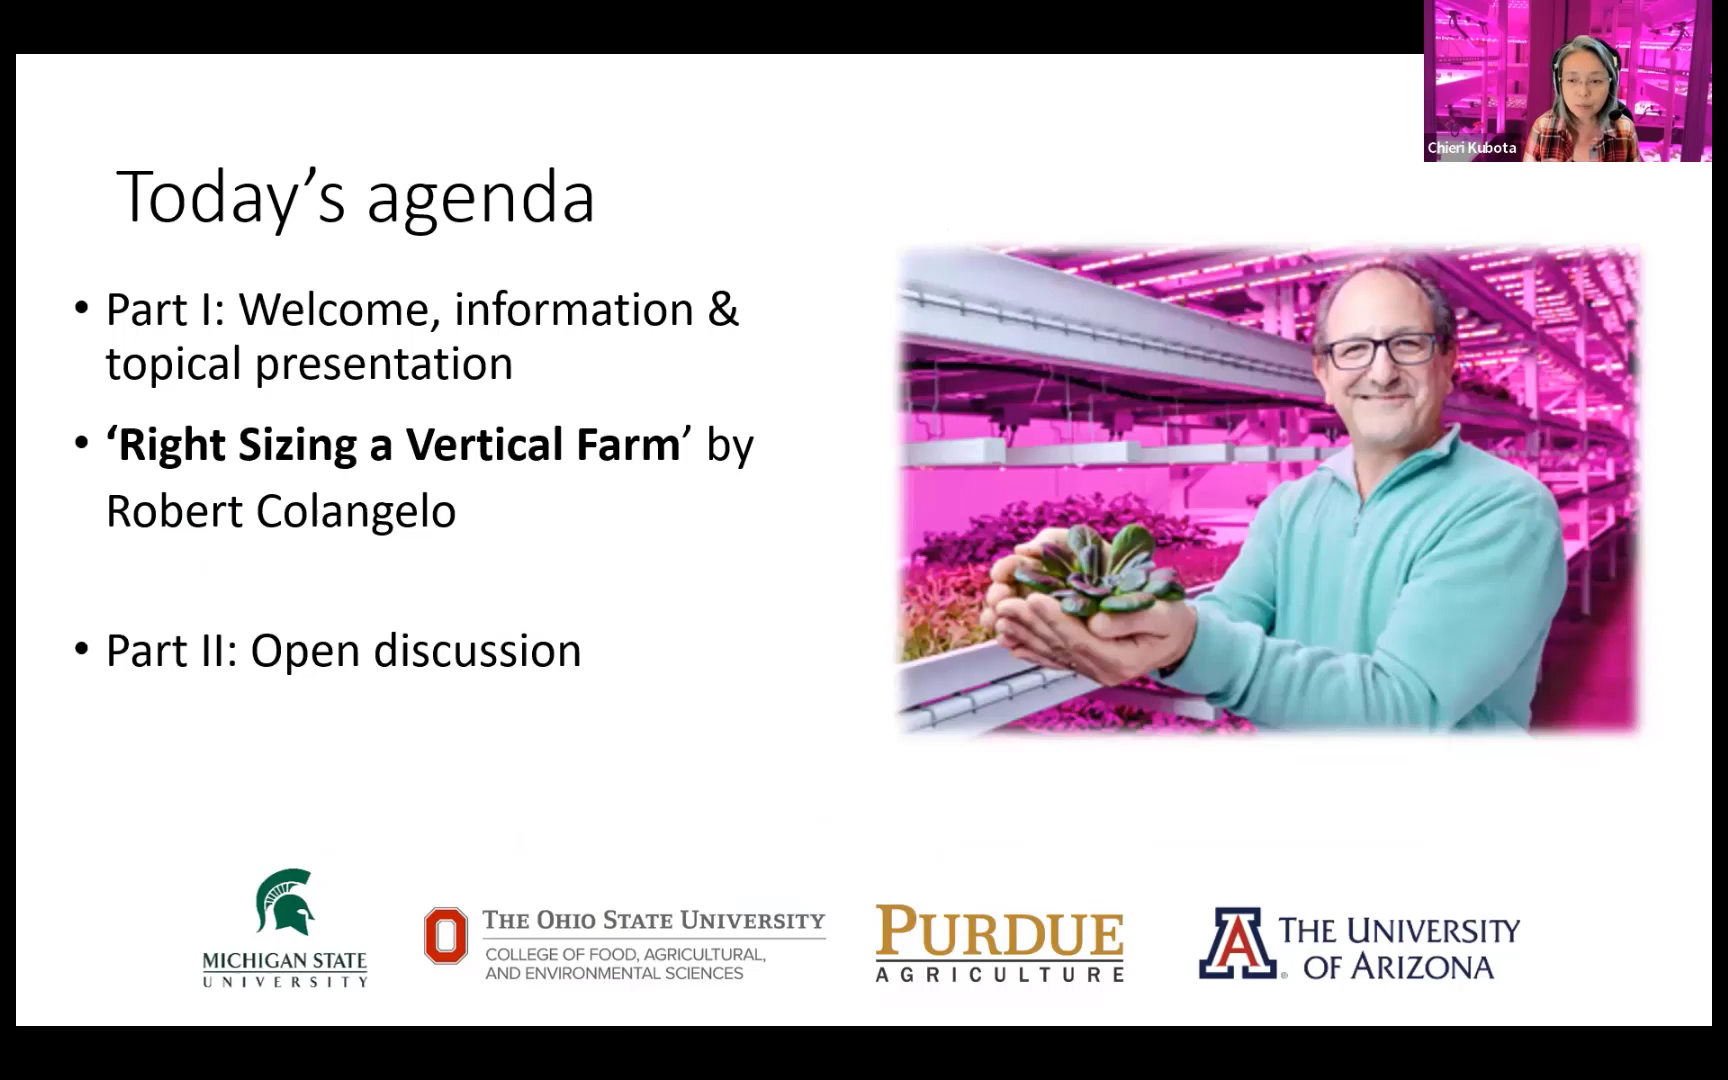 Chieri Kubota
Today’s agenda
• Part I: Welcome, information &
topical presentation
• ‘Right Sizing a Vertical Farm’ by
Robert Colangelo
• Part II: Open discussion
MICHIGAN STATE
UNIVERSITY
THE OHIO STATE UNIVERSITY
COLLEGE OF FOOD, AGRICULTURAL,
AND ENVIRONMENTAL SCIENCES
PURDUE
AGRICULTURE
A
THE UNIVERSITY
OF ARIZONA